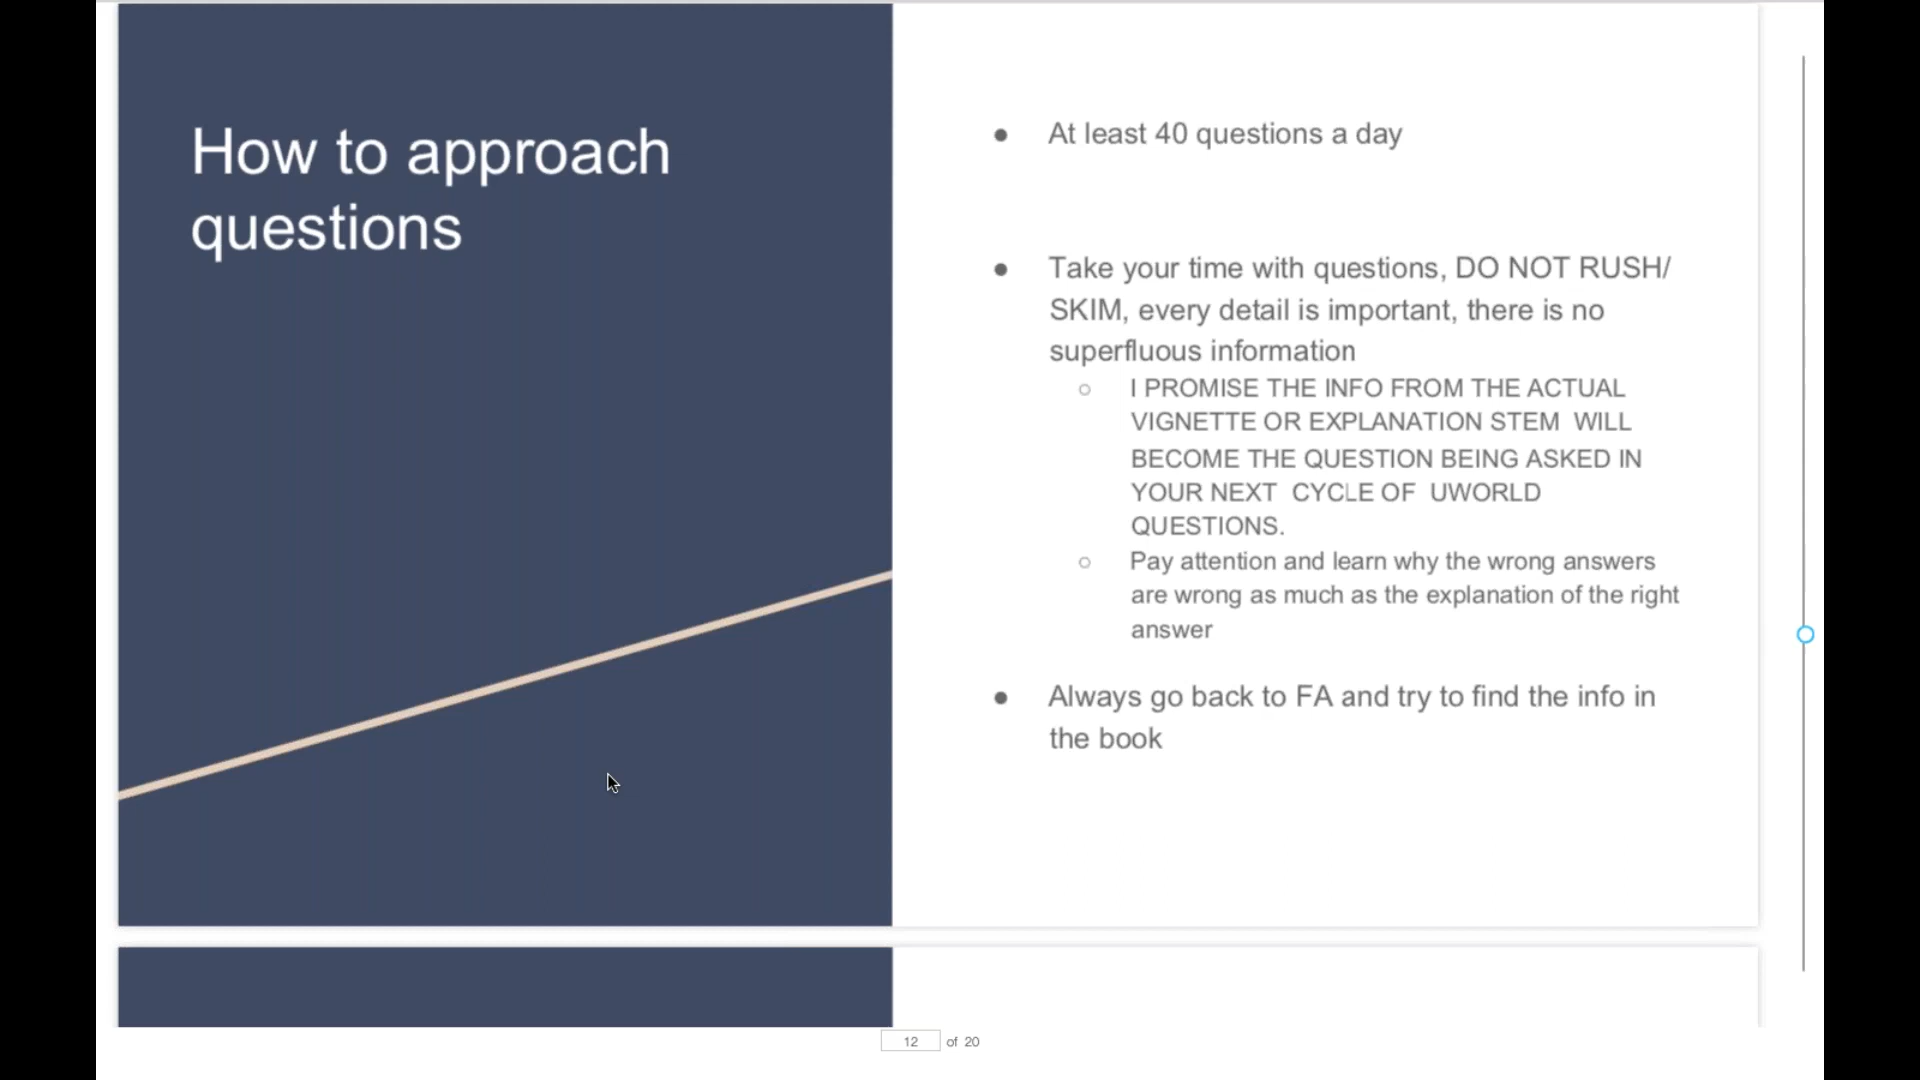 How to approach
questions
At least 40 questions a day
Take your time with questions, DO NOT RUSH/
SKIM, every detail is important, there is no
superfluous information
I PROMISE THE INFO FROM THE ACTUAL
VIGNETTE OR EXPLANATION STEM WILL
BECOME THE QUESTION BEING ASKED IN
YOUR NEXT CYCLE OF UWORLD
QUESTIONS.
Pay attention and learn why the wrong answers
are wrong as much as the explanation of the right
answer
Always go back to FA and try to find the info in
the book
12 of 20